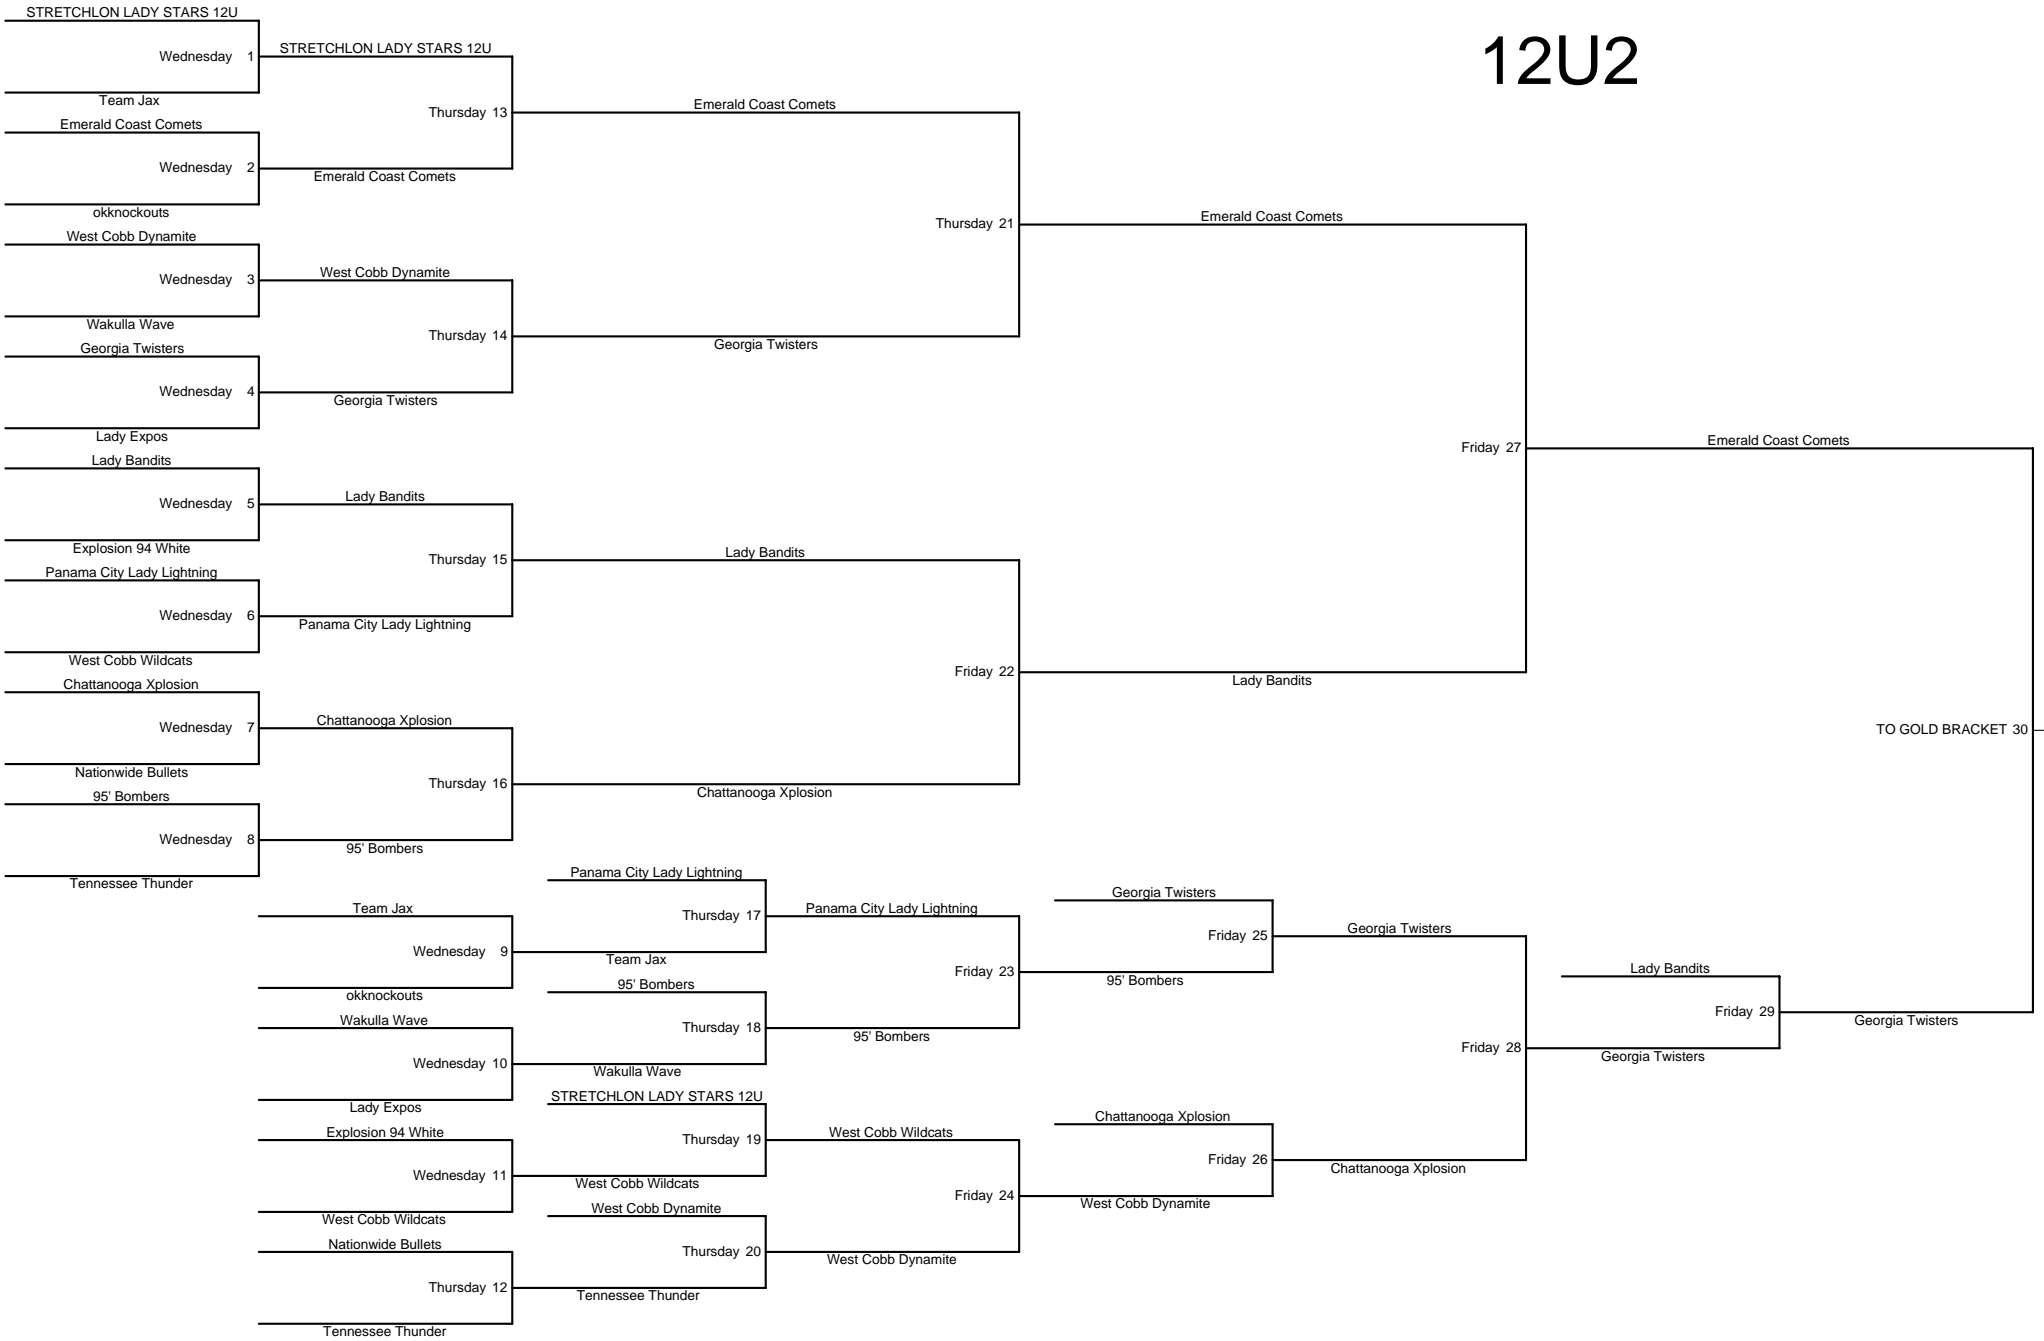 12U2
STRETCHLON LADY STARS 12U
Wednesday 1
Team Jax
Emerald Coast Comets
Wednesday 2
okknockouts
West Cobb Dynamite
Wednesday 3
Wakulla Wave
Georgia Twisters
Wednesday 4
Lady Expos
Lady Bandits
Wednesday 5
Explosion 94 White
Panama City Lady Lightning
Wednesday 6
West Cobb Wildcats
Chattanooga Xplosion
Wednesday 7
Nationwide Bullets
95' Bombers
Wednesday 8
Tennessee Thunder
STRETCHLON LADY STARS 12U
Thursday 13
Emerald Coast Comets
West Cobb Dynamite
Thursday 14
Georgia Twisters
Lady Bandits
Thursday 15
Panama City Lady Lightning
Chattanooga Xplosion
Thursday 16
95' Bombers
Team Jax
Wednesday 9
okknockouts
Wakulla Wave
Wednesday 10
Lady Expos
Explosion 94 White
Wednesday 11
West Cobb Wildcats
Nationwide Bullets
Thursday 12
Tennessee Thunder
Emerald Coast Comets
Thursday 21
Georgia Twisters
Lady Bandits
Friday 22
Chattanooga Xplosion
Panama City Lady Lightning
Thursday 17
Team Jax
95' Bombers
Thursday 18
Wakulla Wave
STRETCHLON LADY STARS 12U
Thursday 19
West Cobb Wildcats
West Cobb Dynamite
Thursday 20
Tennessee Thunder
Panama City Lady Lightning
Friday 23
95' Bombers
West Cobb Wildcats
Friday 24
West Cobb Dynamite
Emerald Coast Comets
Friday 27
Lady Bandits
Georgia Twisters
Friday 25
95' Bombers
Chattanooga Xplosion
Friday 26
West Cobb Dynamite
Georgia Twisters
Friday 28
Chattanooga Xplosion
Lady Bandits
Friday 29
Georgia Twisters
Emerald Coast Comets
TO GOLD BRACKET 30
Georgia Twisters